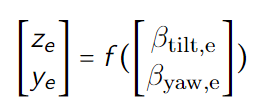 [z_e y_e] = f([β_tilt,e β_yaw,e])